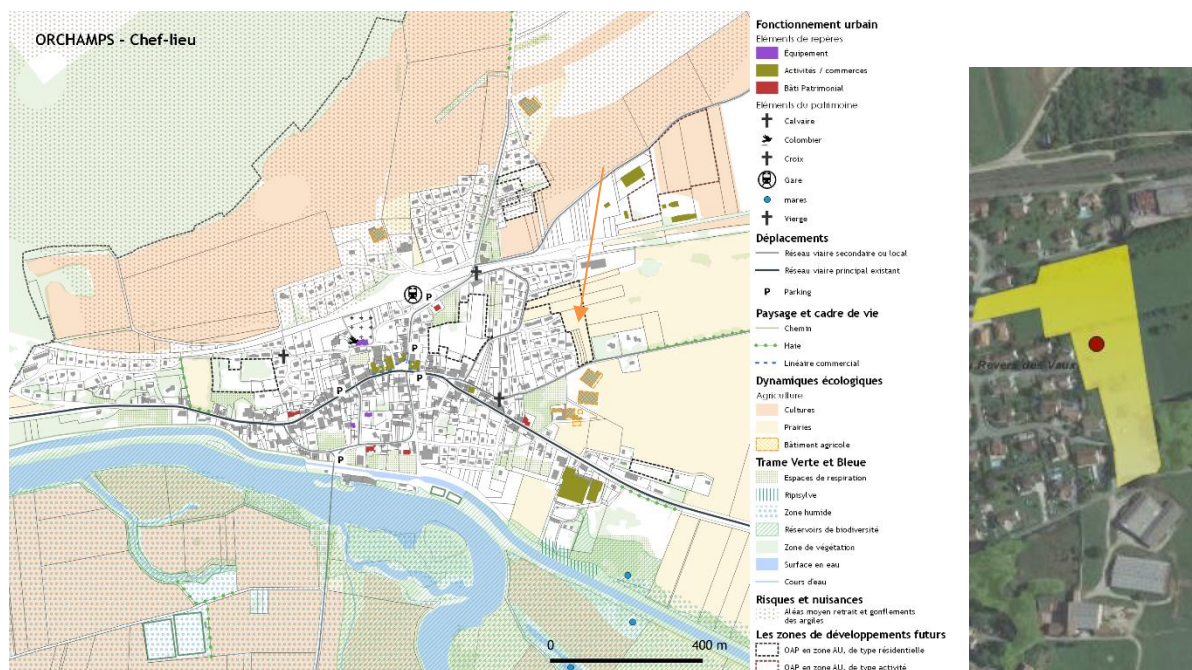 ORCHAMPS - Chef-lieu
P
P
P
P
P
P
0 400 m
Fonctionnement urbain
Eléments de repères
Équipement
Activités / commerces
Bâti Patrimonial
Eléments du patrimoine
Calvaire
Colombier
Croix
Gare
mares
Vierge
Déplacements
Réseau viaire secondaire ou local
Réseau viaire principal existant
P Parking
Paysage et cadre de vie
Chemin
Haie
Linéaire commercial
Dynamiques écologiques
Agriculture
Cultures
Prairies
Bâtiment agricole
Trame Verte et Bleue
Espaces de respiration
Ripisylve
Zone humide
Réservoirs de biodiversité
Zone de végétation
Surface en eau
Cours d'eau
Risques et nuisances
Aléas moyen retrait et gonflements
des argiles
Les zones de développements futurs
OAP en zone AU, de type résidentielle
OAP en zone AU, de type activité
Revers des Vaux